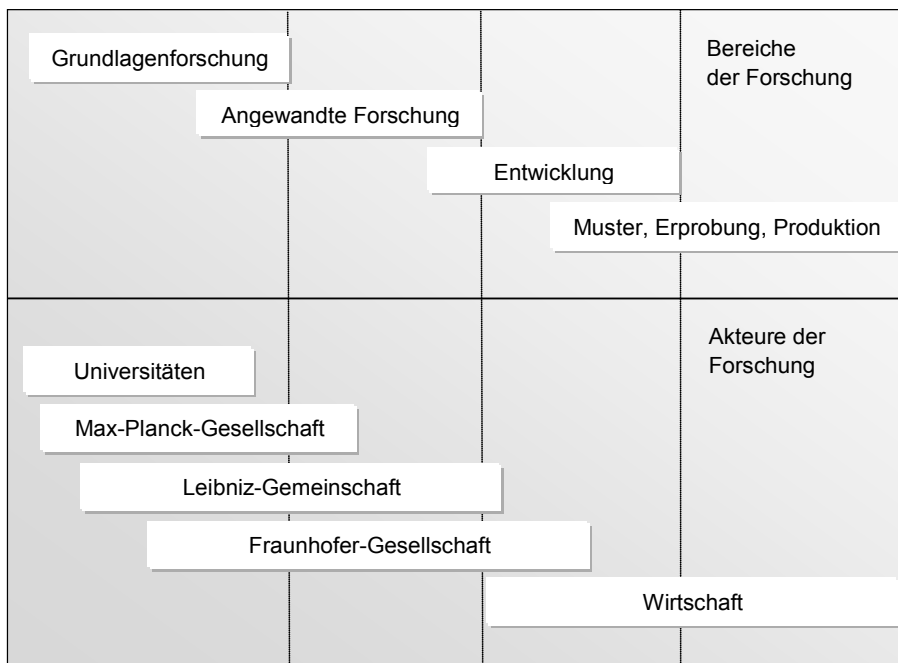 Grundlagenforschung
Bereiche
der Forschung
Angewandte Forschung
Entwicklung
Muster, Erprobung, Produktion
Akteure der
Forschung
Universitäten
Max-Planck-Gesellschaft
Leibniz-Gemeinschaft
Fraunhofer-Gesellschaft
Wirtschaft